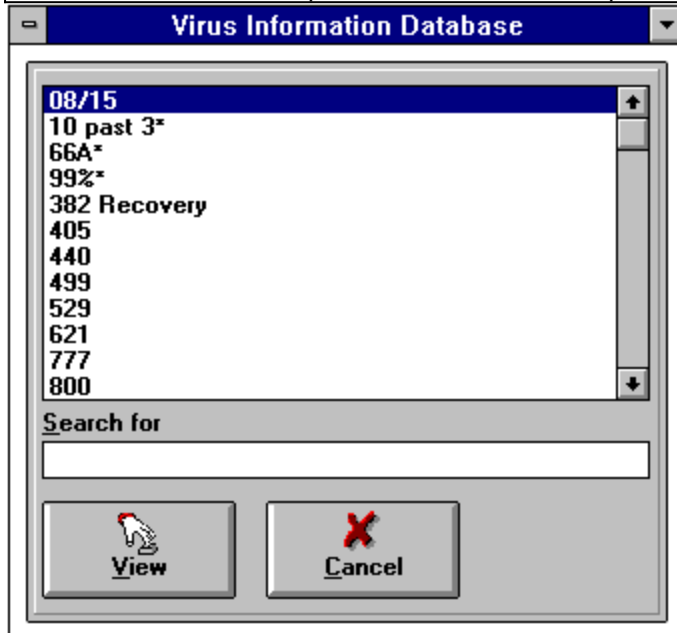 Virus Information Database
08/15
10 past 3*
66A*
99%*
382 Recovery
405
440
499
529
621
777
800
Search for
View
Cancel